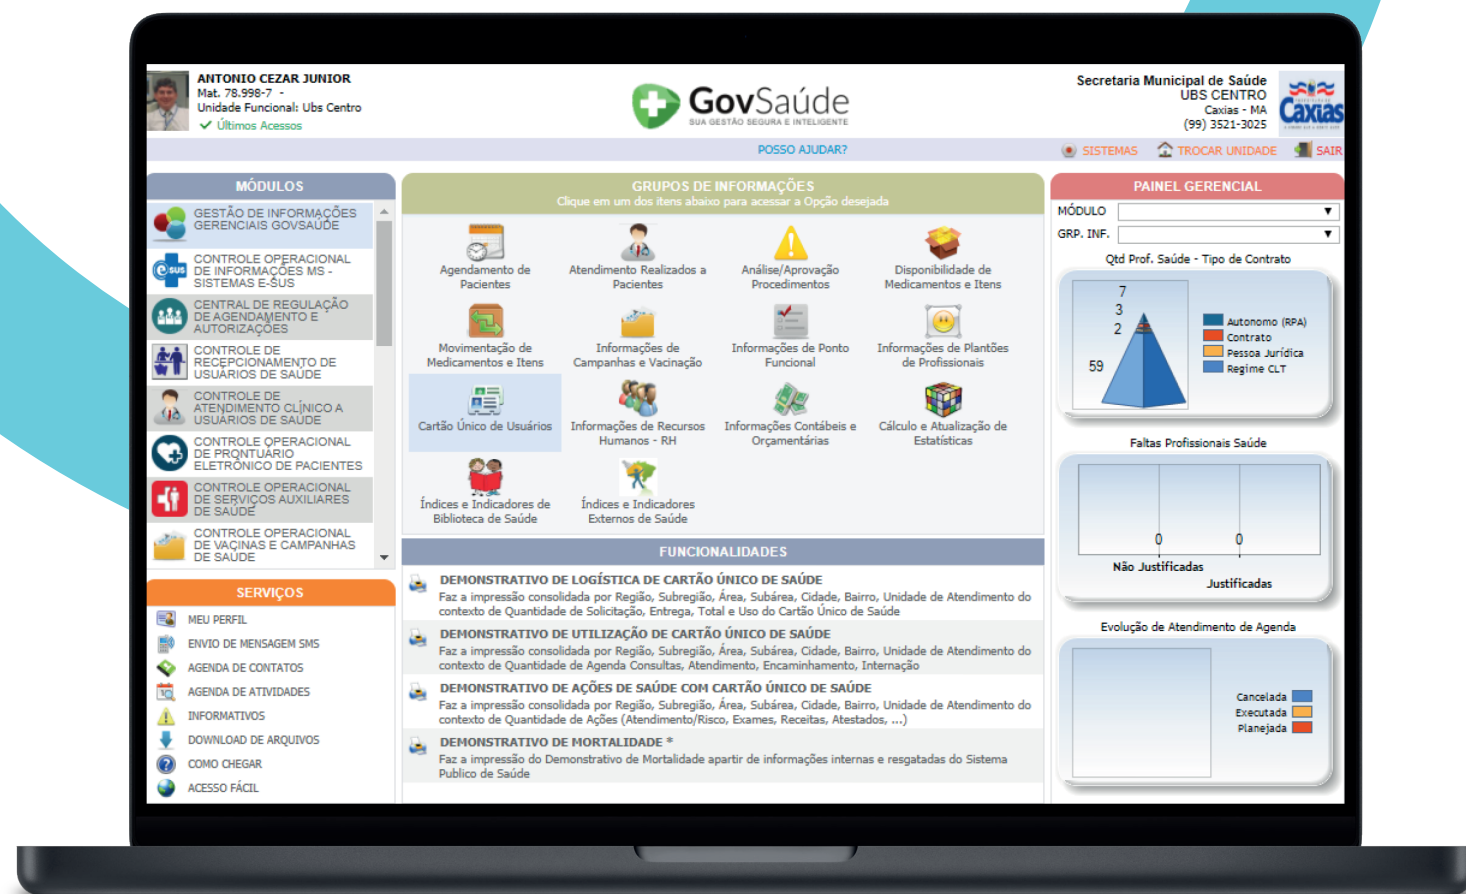 ANTONIO CEZAR JUNIOR
Mat. 78.998-7 -
Unidade Funcional: Ubs Centro
Últimos Acessos
GovSaúde
SUA GESTÃO SEGURA E INTELIGENTE
Secretaria Municipal de Saúde
UBS CENTRO
Caxias - MA
(99) 3521-3025
Caxias
POSSO AJUDAR?
SISTEMAS
TROCAR UNIDADE
SAIR
MÓDULOS
GESTÃO DE INFORMAÇÕES
GERENCIAIS GOVSAÚDE
e sus
CONTROLE OPERACIONAL
DE INFORMAÇÕES MS -
SISTEMAS E-SUS
CENTRAL DE REGULAÇÃO
DE AGENDAMENTO E
AUTORIZAÇÕES
CONTROLE DE
RECEPCIONAMENTO DE
USUÁRIOS DE SAÚDE
CONTROLE DE
ATENDIMENTO CLÍNICO A
USUÁRIOS DE SAÚDE
CONTROLE OPERACIONAL
DE PRONTUÁRIO
ELETRÔNICO DE PACIENTES
CONTROLE OPERACIONAL
DE SERVIÇOS AUXILIARES
DE SAÚDE
CONTROLE OPERACIONAL
DE VACINAS E CAMPANHAS
DE SAÚDE
SERVIÇOS
MEU PERFIL
ENVIO DE MENSAGEM SMS
AGENDA DE CONTATOS
AGENDA DE ATIVIDADES
INFORMATIVOS
DOWNLOAD DE ARQUIVOS
COMO CHEGAR
ACESSO FÁCIL
GRUPOS DE INFORMAÇÕES
Clique em um dos itens abaixo para acessar a Opção desejada
Agendamento de
Pacientes
Atendimento Realizados a
Pacientes
Análise/Aprovação
Procedimentos
Disponibilidade de
Medicamentos e Itens
Movimentação de
Medicamentos e Itens
Informações de
Campanhas e Vacinação
Informações de Ponto
Funcional
Informações de Plantões
de Profissionais
Cartão Único de Usuários
Informações de Recursos
Humanos - RH
Informações Contábeis e
Orçamentárias
Cálculo e Atualização de
Estatísticas
Índices e Indicadores de
Biblioteca de Saúde
Índices e Indicadores
Externos de Saúde
FUNCIONALIDADES
DEMONSTRATIVO DE LOGÍSTICA DE CARTÃO ÚNICO DE SAÚDE
Faz a impressão consolidada por Região, Subregião, Área, Subárea, Cidade, Bairro, Unidade de Atendimento do
contexto de Quantidade de Solicitação, Entrega, Total e Uso do Cartão Único de Saúde
DEMONSTRATIVO DE UTILIZAÇÃO DE CARTÃO ÚNICO DE SAÚDE
Faz a impressão consolidada por Região, Subregião, Área, Subárea, Cidade, Bairro, Unidade de Atendimento do
contexto de Quantidade de Agenda Consultas, Atendimento, Encaminhamento, Internação
DEMONSTRATIVO DE AÇÕES DE SAÚDE COM CARTÃO ÚNICO DE SAÚDE
Faz a impressão consolidada por Região, Subregião, Área, Subárea, Cidade, Bairro, Unidade de Atendimento do
contexto de Quantidade de Ações (Atendimento/Risco, Exames, Receitas, Atestados, ...)
DEMONSTRATIVO DE MORTALIDADE *
Faz a impressão do Demonstrativo de Mortalidade apartir de informações internas e resgatadas do Sistema
Publico de Saúde
PAINEL GERENCIAL
MÓDULO
GRP. INF.
Qtd Prof. Saúde - Tipo de Contrato
7
3
2
59
Autonomo (RPA)
Contrato
Pessoa Jurídica
Regime CLT
Faltas Profissionais Saúde
0
0
Não Justificadas
Justificadas
Evolução de Atendimento de Agenda
Cancelada
Executada
Planejada